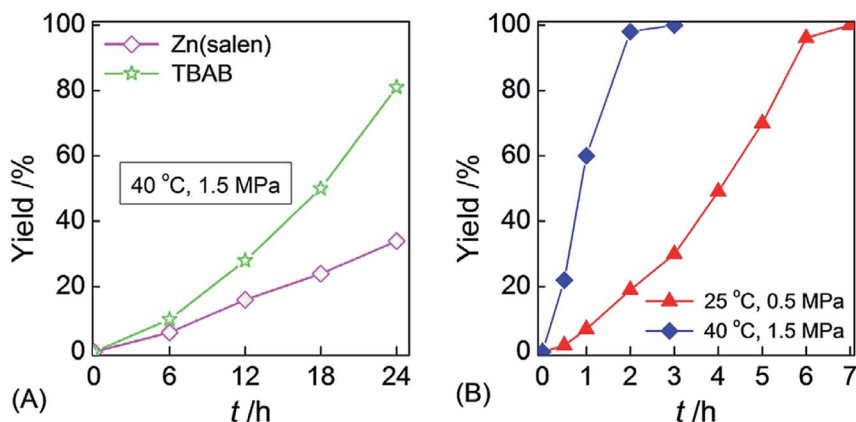 100
80
60
40
20
0
Yield /%
Zn(salen)
TBAB
40 °C, 1.5 MPa
0 6 12 18 24
(A)
t /h
100
80
60
40
20
0
Yield /%
25 °C, 0.5 MPa
40 °C, 1.5 MPa
0 1 2 3 4 5 6 7
(B)
t /h